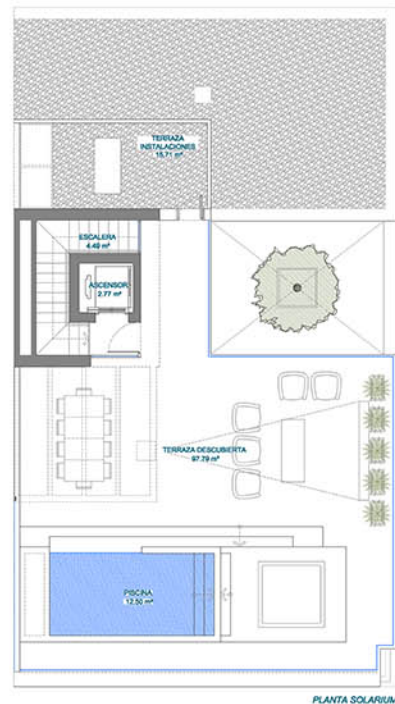 TERRAZA
INSTALACIONES
15.71 m²
ESCALERA
4.49 m²
ASCENSOR
2.77 m²
TERRAZA DESCUBIERTA
97.79 m²
PISCINA
12.50 m²
PLANTA SOLARIUM